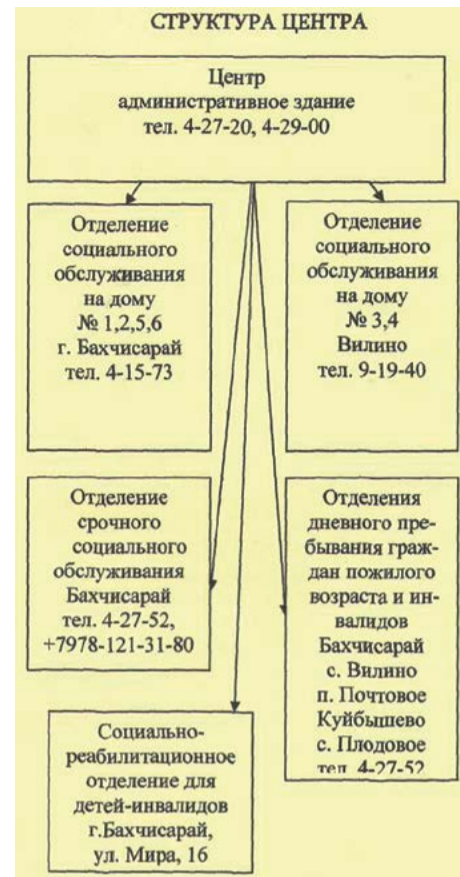 СТРУКТУРА ЦЕНТРА
Центр
административное здание
тел. 4-27-20, 4-29-00
Отделение
социального
обслуживания
на дому
№ 1,2,5,6
г. Бахчисарай
тел. 4-15-73
Отделение
социального
обслуживания
на дому
№ 3,4
Вилино
тел. 9-19-40
Отделение
срочного
социального
обслуживания
Бахчисарай
тел. 4-27-52,
+7978-121-31-80
Отделения
дневного пре-
бывания граж-
дан пожилого
возраста и ин-
валидов
Бахчисарай
с. Вилино
п. Почтовое
Куйбышево
с. Плодовое
тел 4-27-52
Социально-
реабилитационное
отделение для
детей-инвалидов
г.Бахчисарай,
ул. Мира, 16